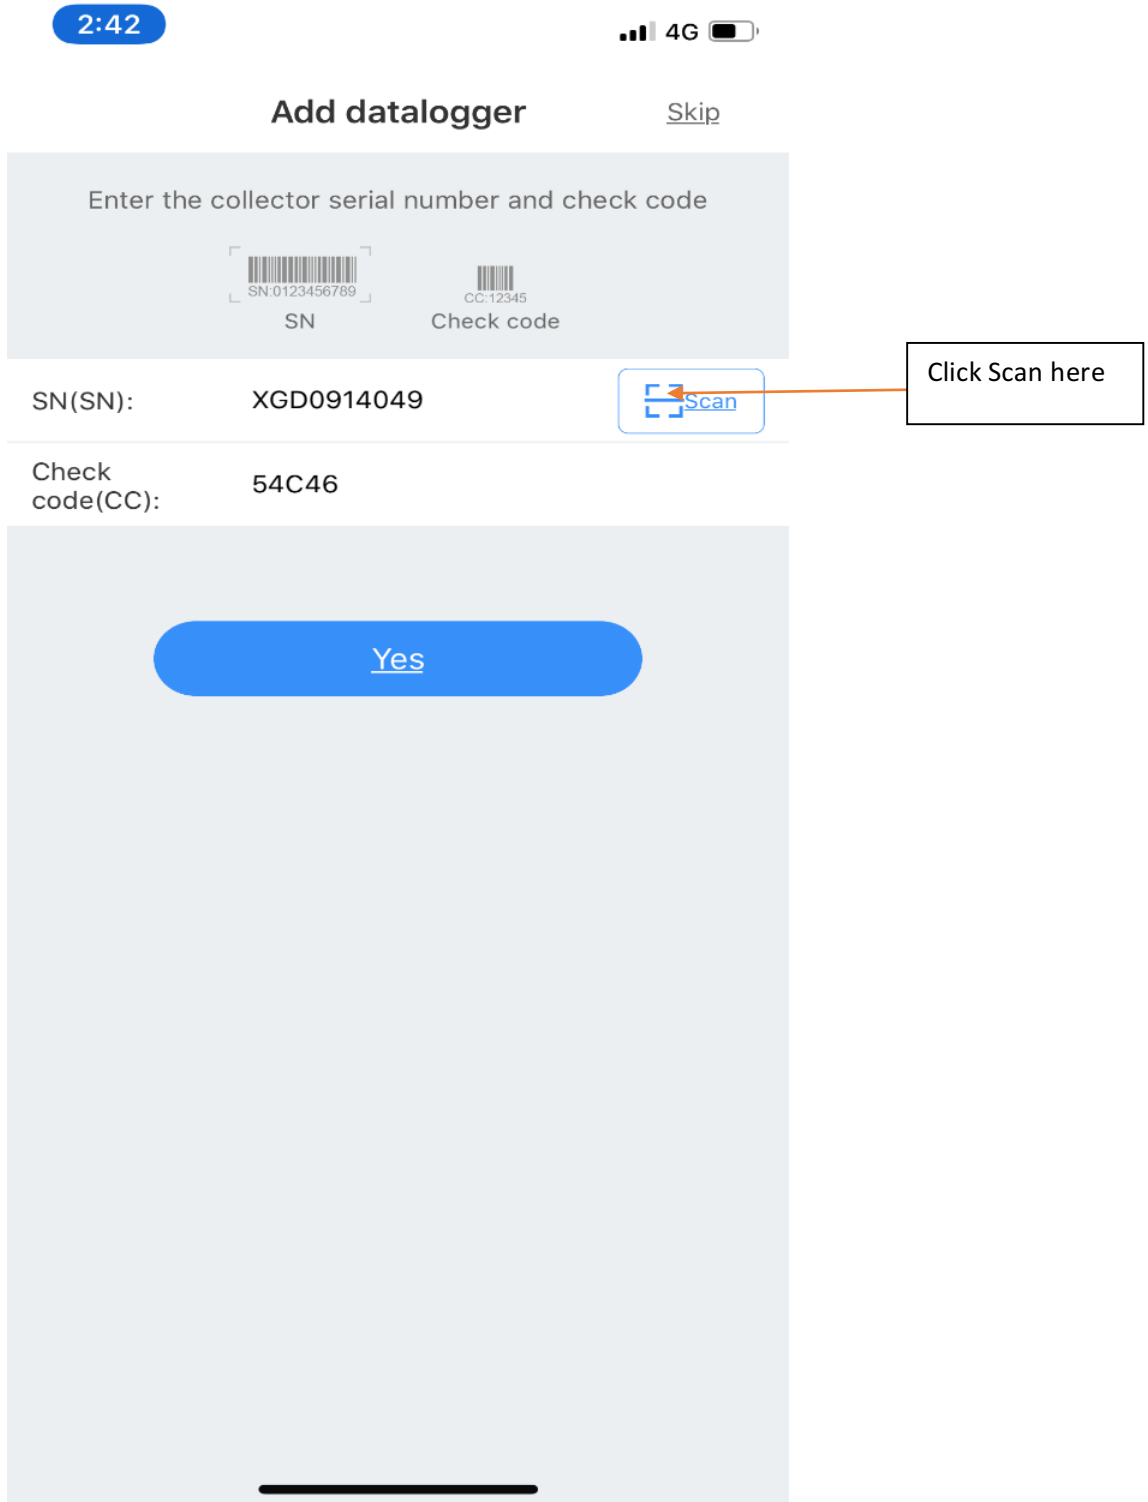 2:42
4G
Add datalogger
Skip
Enter the collector serial number and check code
SN:0123456789
CC:12345
SN
Check code
SN(SN):
XGD0914049
Scan
Click Scan here
Check
code(CC):
54C46
Yes